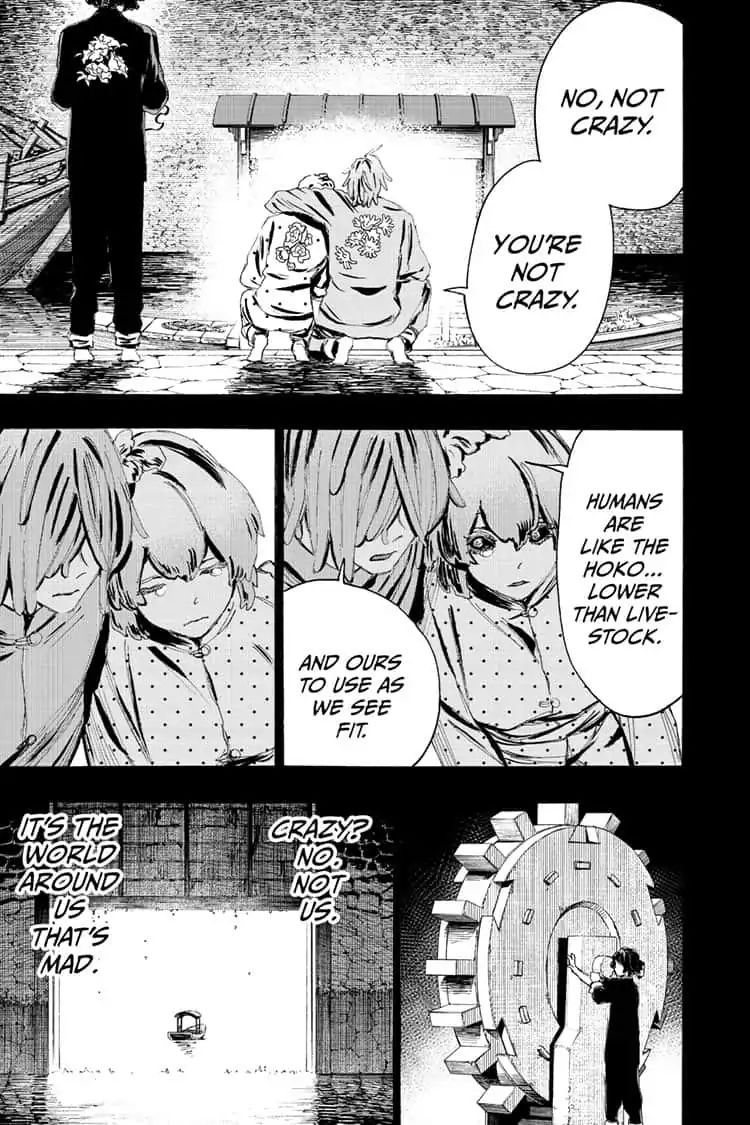 NO, NOT
CRAZY.
YOU'RE
NOT
CRAZY.
HUMANS
ARE
LIKE THE
HOKO...
LOWER
THAN LIVE-
STOCK.
AND OURS
TO USE AS
WE SEE
FIT.
CRAZY?
NO.
NOT
US.
IT'S THE
WORLD
AROUND
US
THAT'S
MAD.